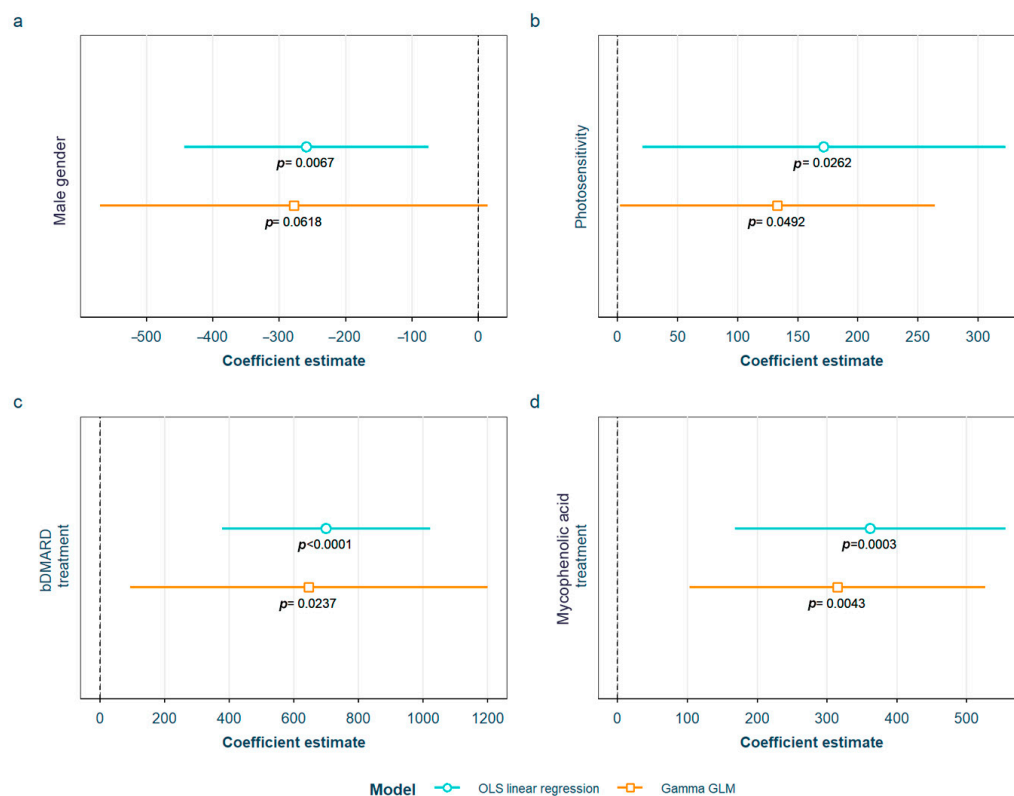 a
Male gender
p= 0.0067
p= 0.0618
–500 –400 –300 –200 –100 0
Coefficient estimate
b
Photosensitivity
p= 0.0262
p= 0.0492
0 50 100 150 200 250 300
Coefficient estimate
c
bDMARD
treatment
p<0.0001
p= 0.0237
0 200 400 600 800 1000 1200
Coefficient estimate
d
Mycophenolic acid
treatment
p=0.0003
p= 0.0043
0 100 200 300 400 500
Coefficient estimate
Model OLS linear regression Gamma GLM